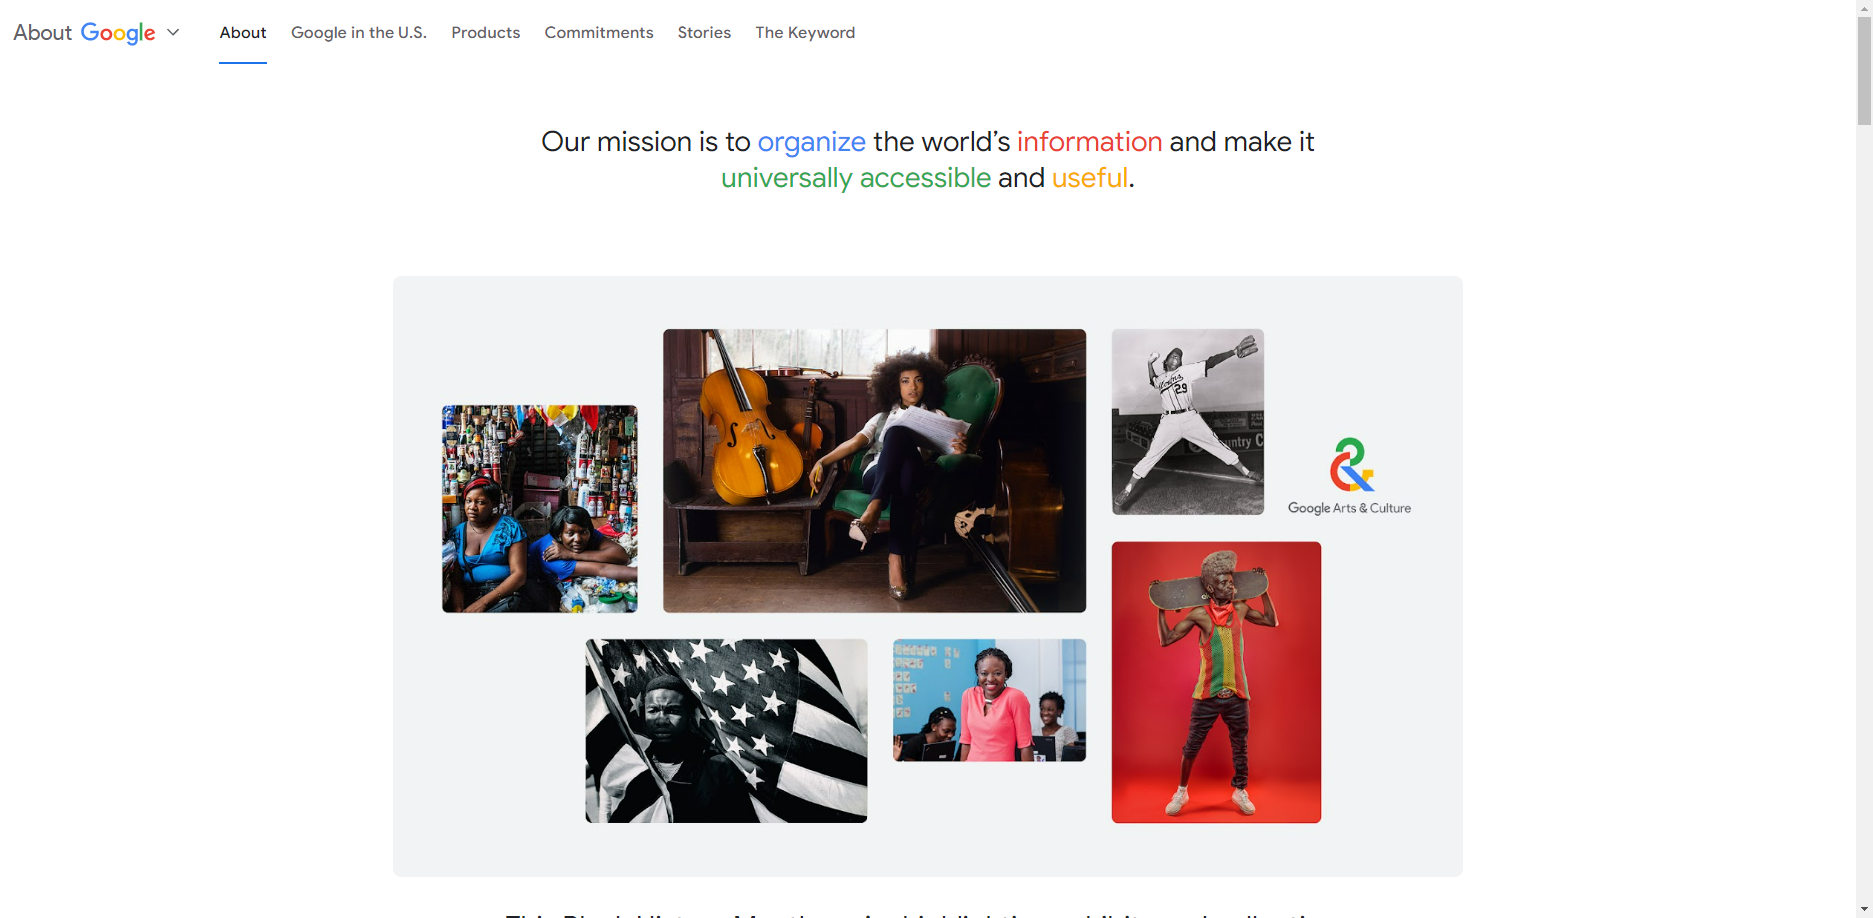 About Google
About
Google in the U.S.
Products
Commitments
Stories
The Keyword
Our mission is to organize the world’s information and make it
universally accessible and useful.
29
Google Arts & Culture